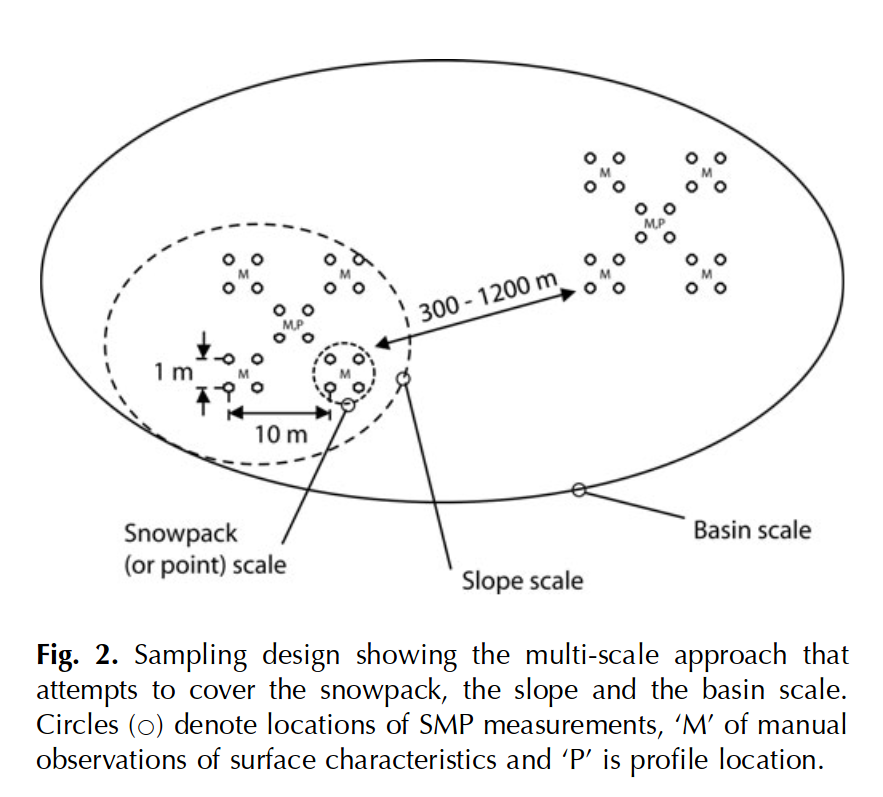 M
M
M,P
M
M
300 - 1200 m
M
M
M,P
1 m
M
M
10 m
Snowpack
(or point) scale
Slope scale
Basin scale
Fig. 2. Sampling design showing the multi-scale approach that
attempts to cover the snowpack, the slope and the basin scale.
Circles (○) denote locations of SMP measurements, ‘M’ of manual
observations of surface characteristics and ‘P’ is profile location.